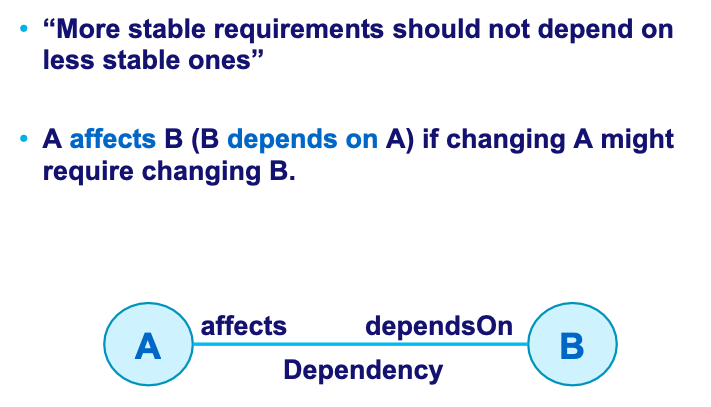 • “More stable requirements should not depend on
less stable ones”
• A affects B (B depends on A) if changing A might
require changing B.
affects dependsOn
A B
Dependency